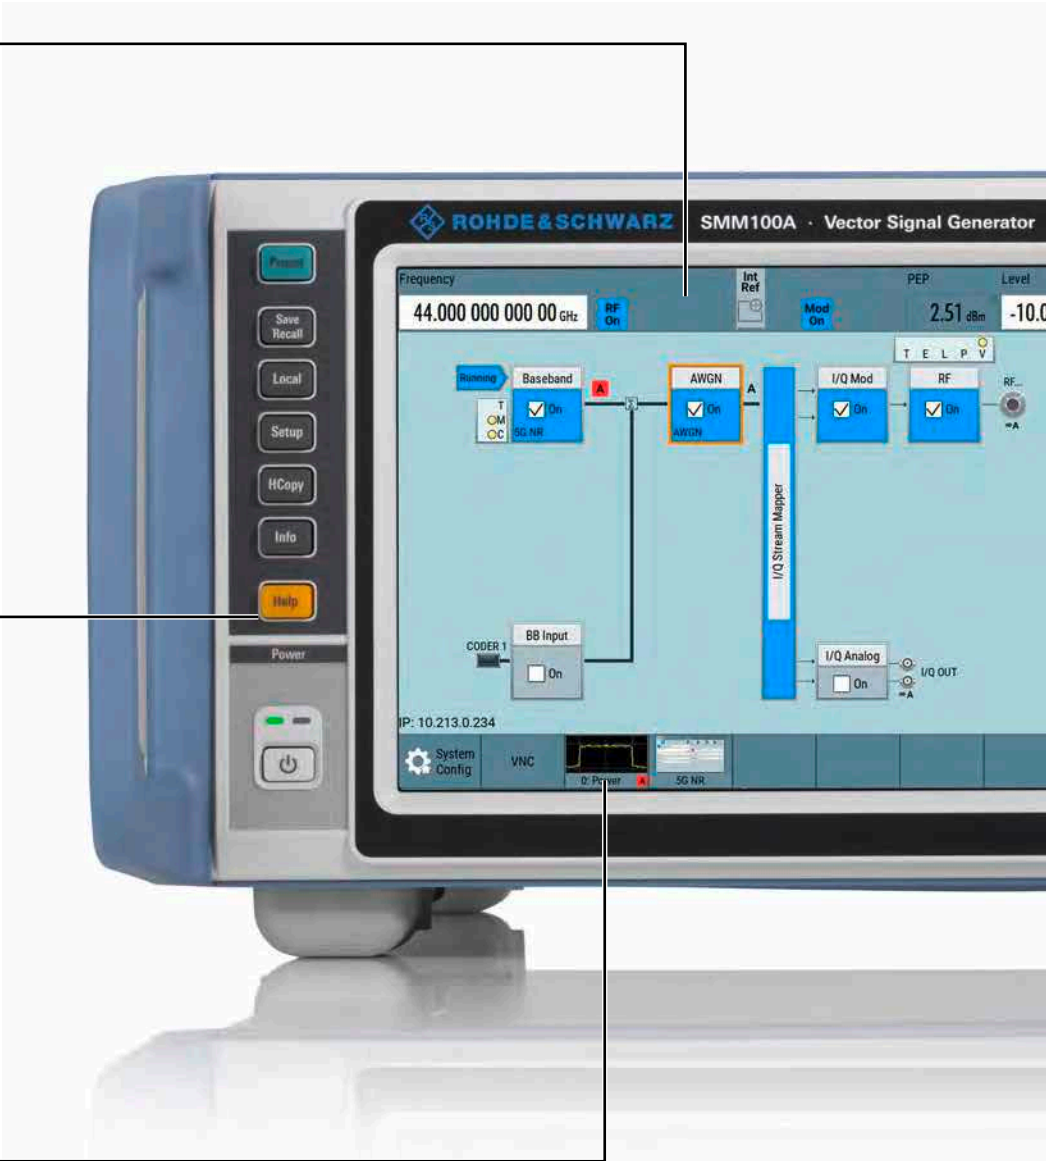 ROHDE & SCHWARZ SMM100A · Vector Signal Generator
Preset
Save
Recall
Local
Setup
HCopy
Info
Help
Power
Frequency
44.000 000 000 00 GHz
RF
On
Int
Ref
Mod
On
PEP
2.51 dBm
Level
-10.0
T E L P V
Running
Baseband
A
AWGN
A
I/Q Mod
RF
RF...
T
M
C
On
5G NR
On
AWGN
On
On
∞A
I/Q Stream Mapper
BB Input
CODER 1
On
I/Q Analog
On
I/Q OUT
∞A
IP: 10.213.0.234
System
Config
VNC
0: Power
A
5G NR